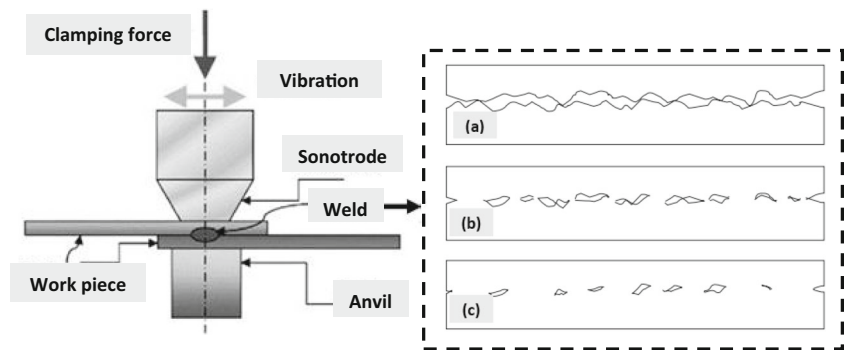 Clamping force
Vibration
Sonotrode
Weld
Work piece
Anvil
(a)
(b)
(c)